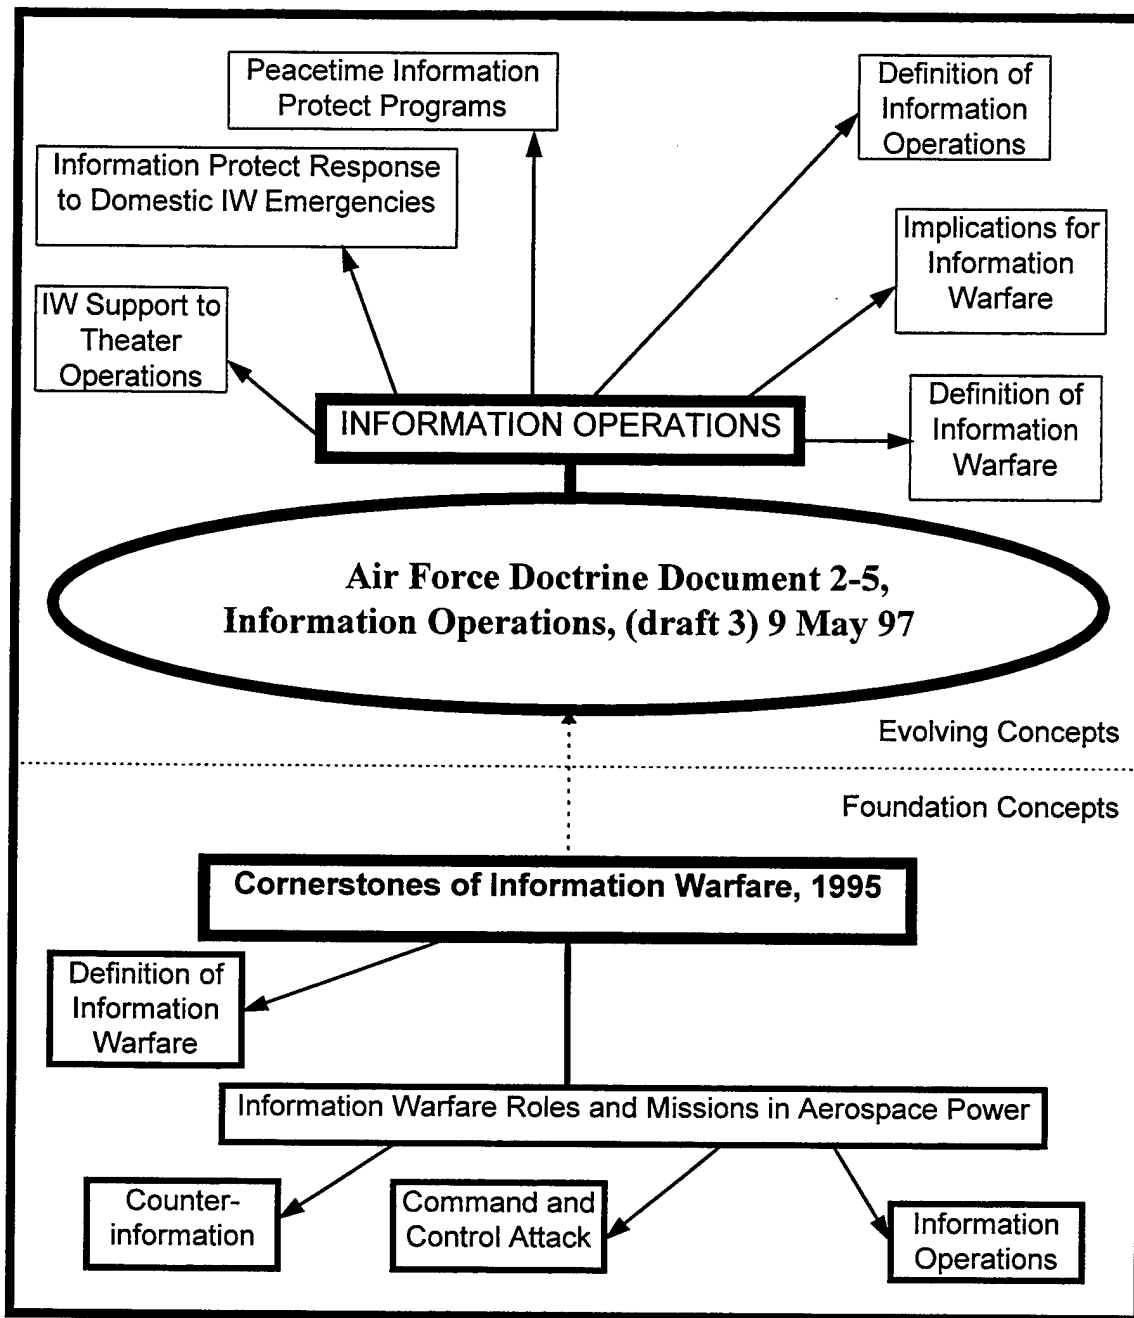 Peacetime Information
Protect Programs
Definition of
Information
Operations
Information Protect Response
to Domestic IW Emergencies
Implications for
Information
Warfare
IW Support to
Theater
Operations
Definition of
Information
Warfare
INFORMATION OPERATIONS
Air Force Doctrine Document 2-5,
Information Operations, (draft 3) 9 May 97
Evolving Concepts
Foundation Concepts
Cornerstones of Information Warfare, 1995
Definition of
Information
Warfare
Information Warfare Roles and Missions in Aerospace Power
Counter-
information
Command and
Control Attack
Information
Operations